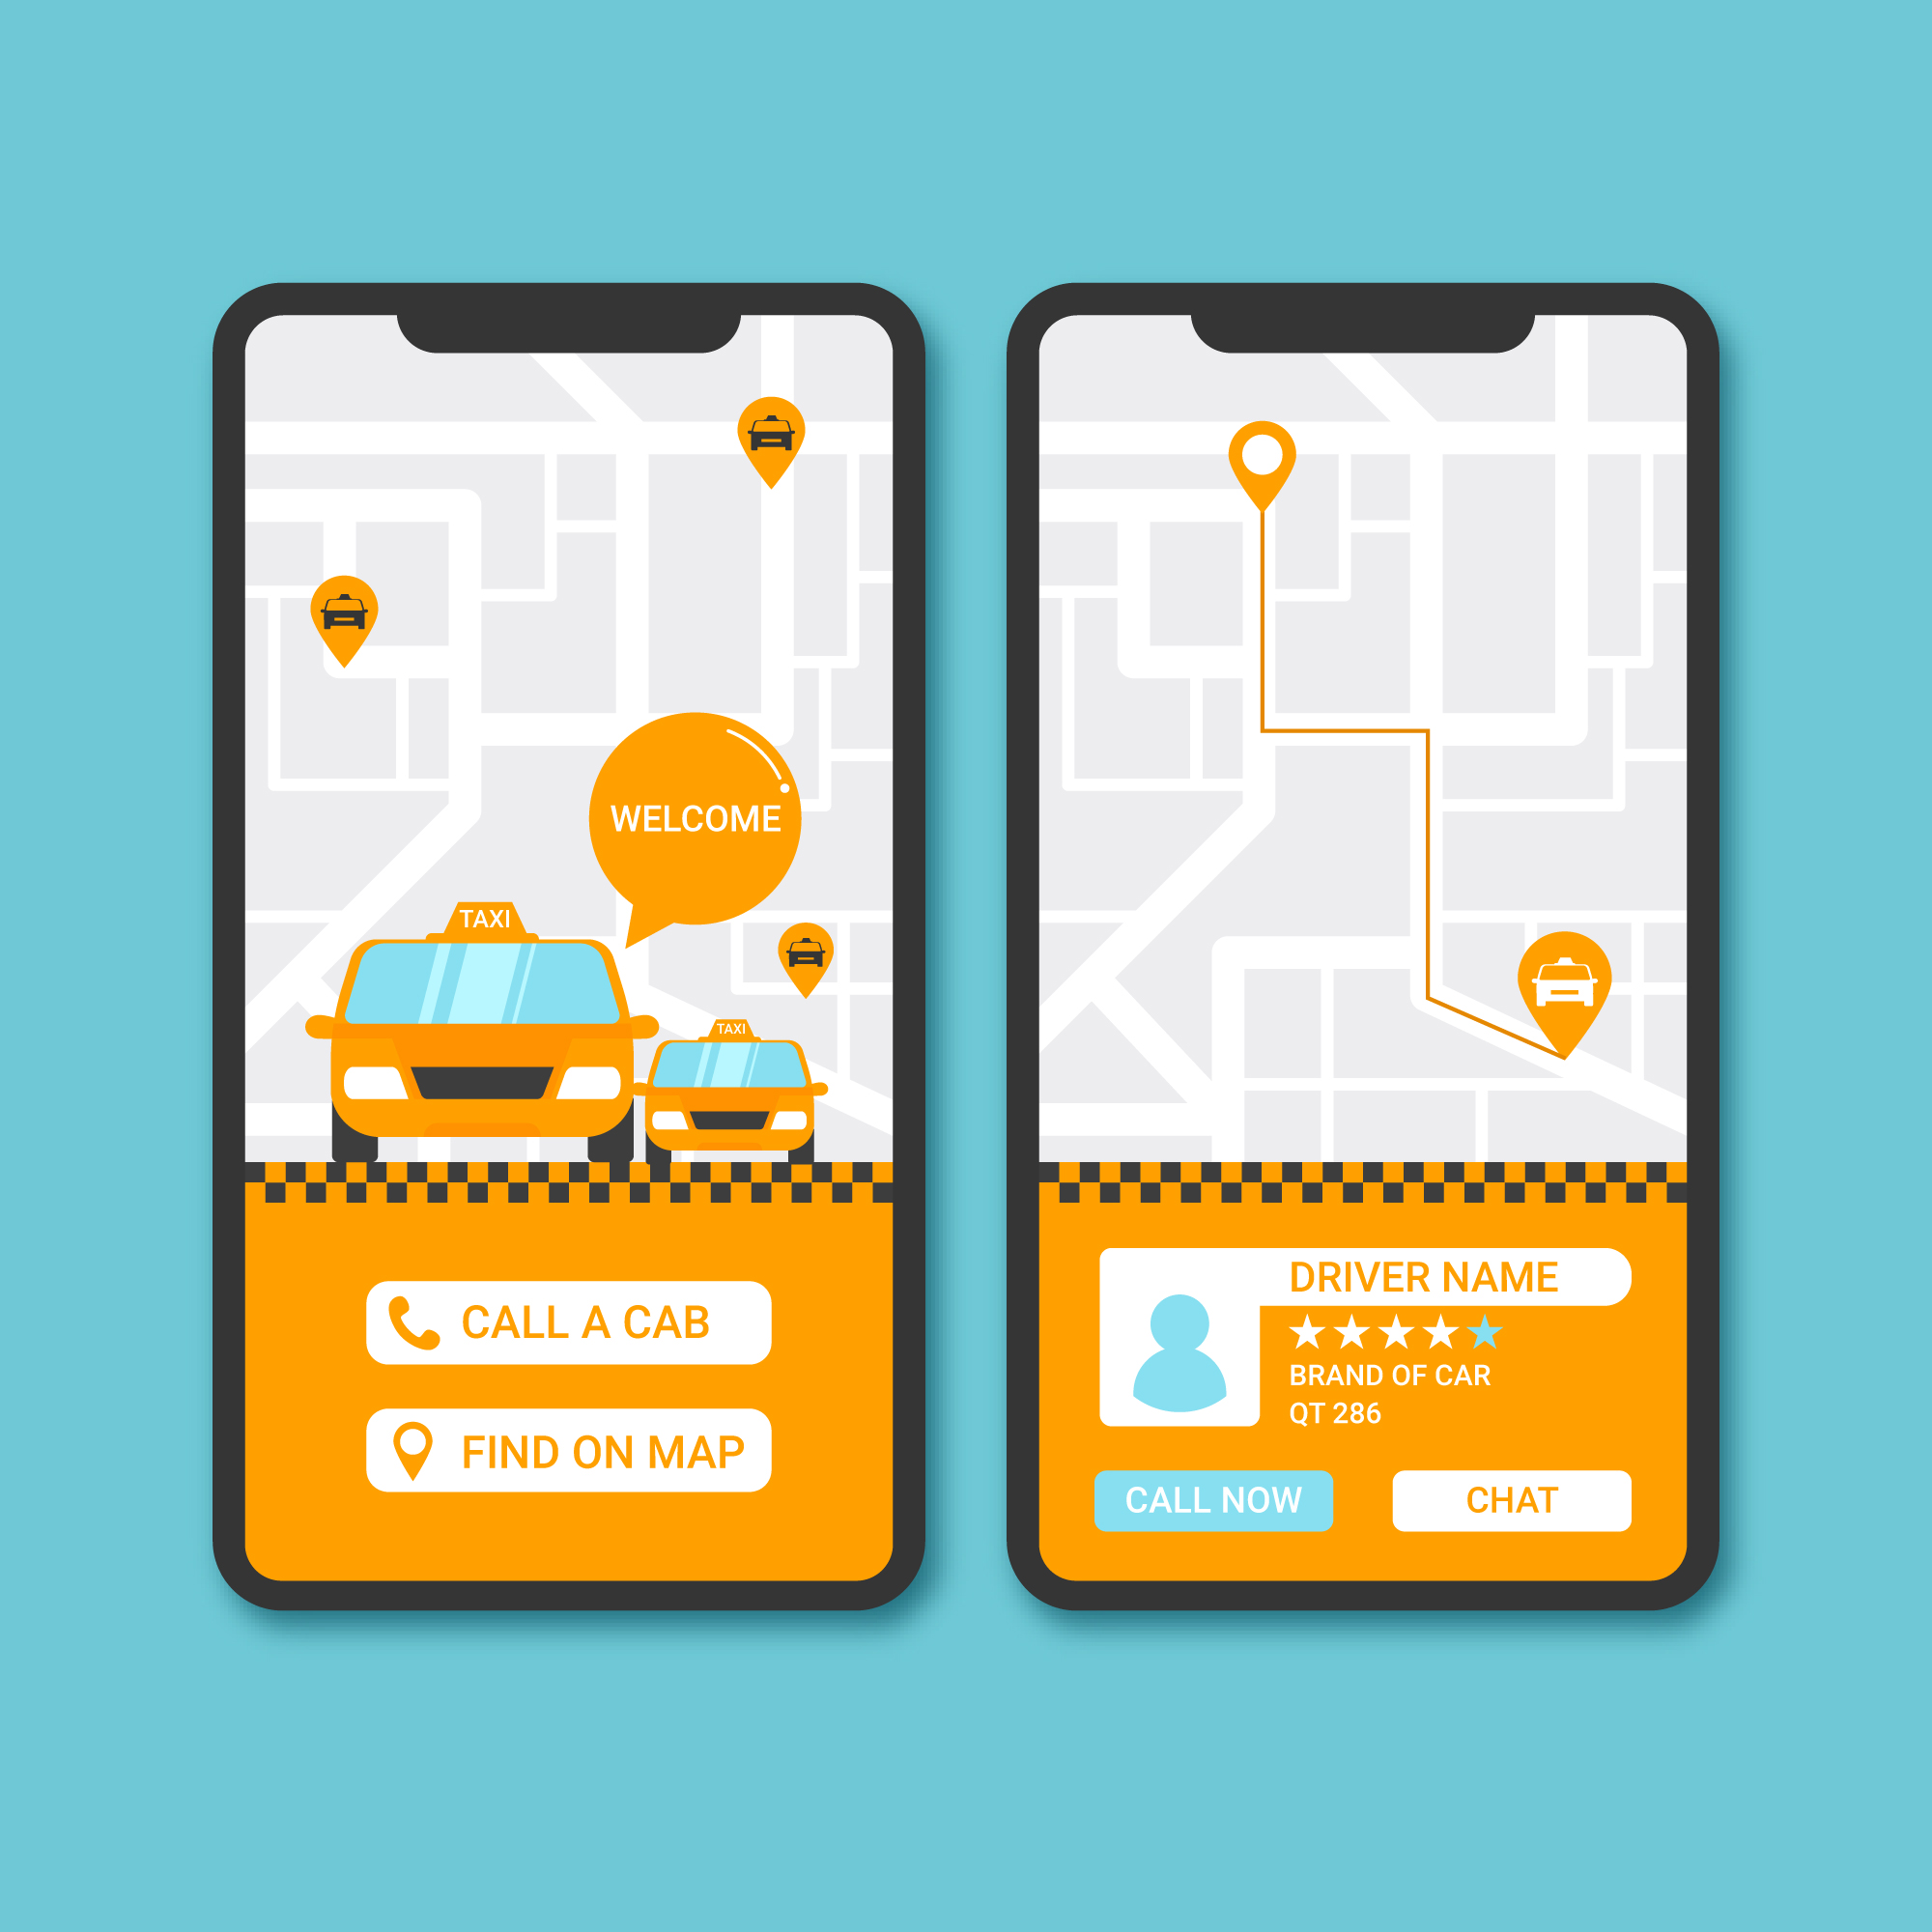 WELCOME
TAXI
TAXI
CALL A CAB
FIND ON MAP
DRIVER NAME
BRAND OF CAR
QT 286
CALL NOW
CHAT